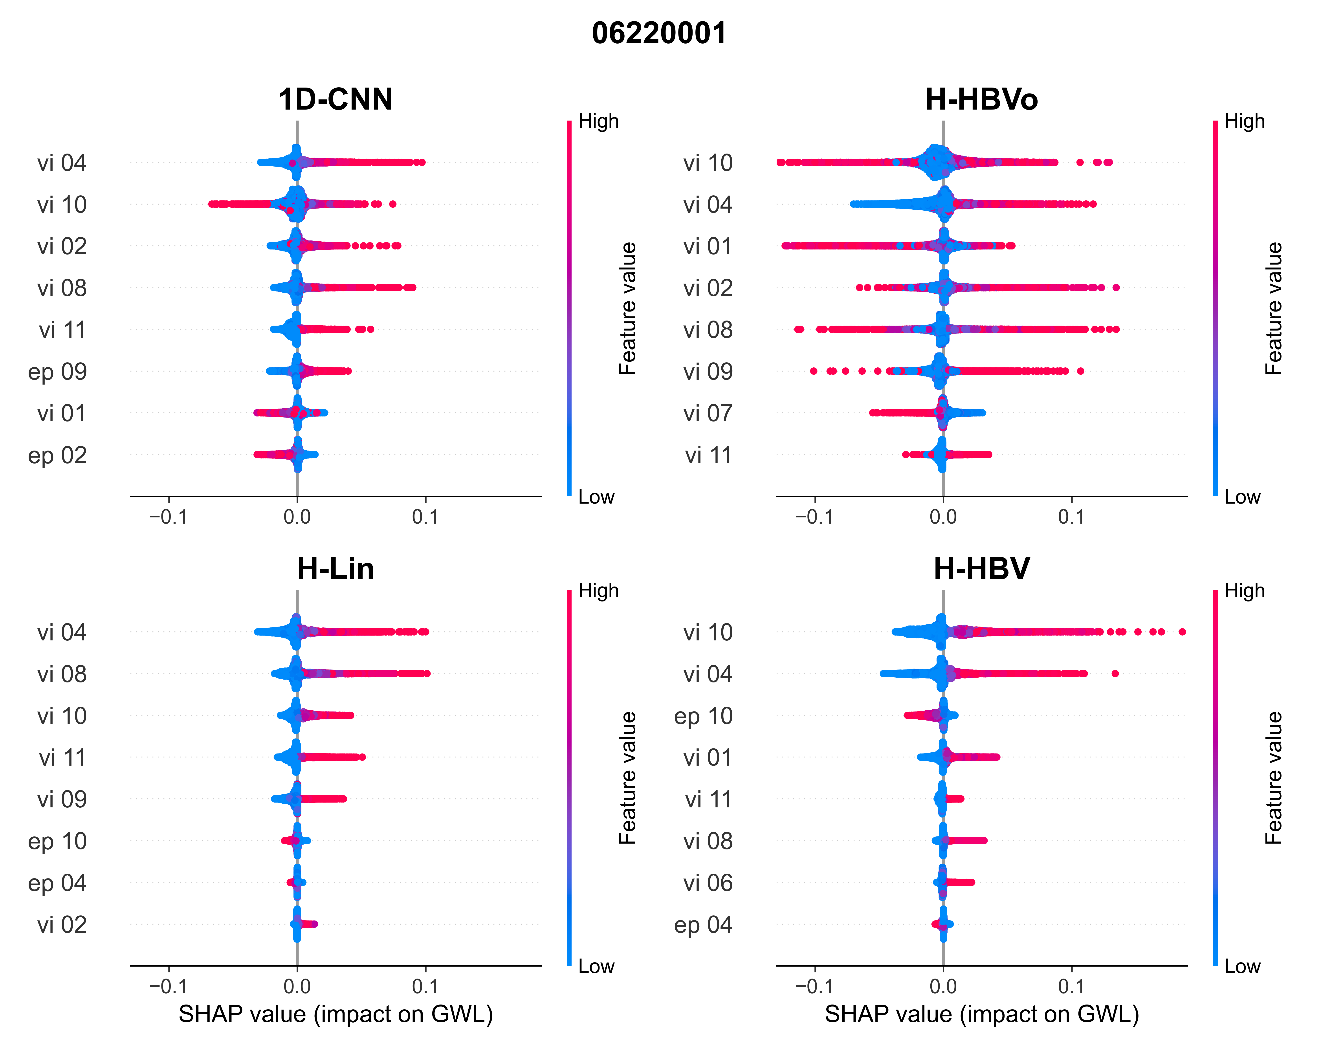 06220001
1D-CNN
High
vi 04
vi 10
vi 02
vi 08
vi 11
ep 09
vi 01
ep 02
Feature value
Low
−0.1 0.0 0.1
H-HBVo
High
vi 10
vi 04
vi 01
vi 02
vi 08
vi 09
vi 07
vi 11
Feature value
Low
−0.1 0.0 0.1
H-Lin
High
vi 04
vi 08
vi 10
vi 11
vi 09
ep 10
ep 04
vi 02
Feature value
Low
−0.1 0.0 0.1
SHAP value (impact on GWL)
H-HBV
High
vi 10
vi 04
ep 10
vi 01
vi 11
vi 08
vi 06
ep 04
Feature value
Low
−0.1 0.0 0.1
SHAP value (impact on GWL)